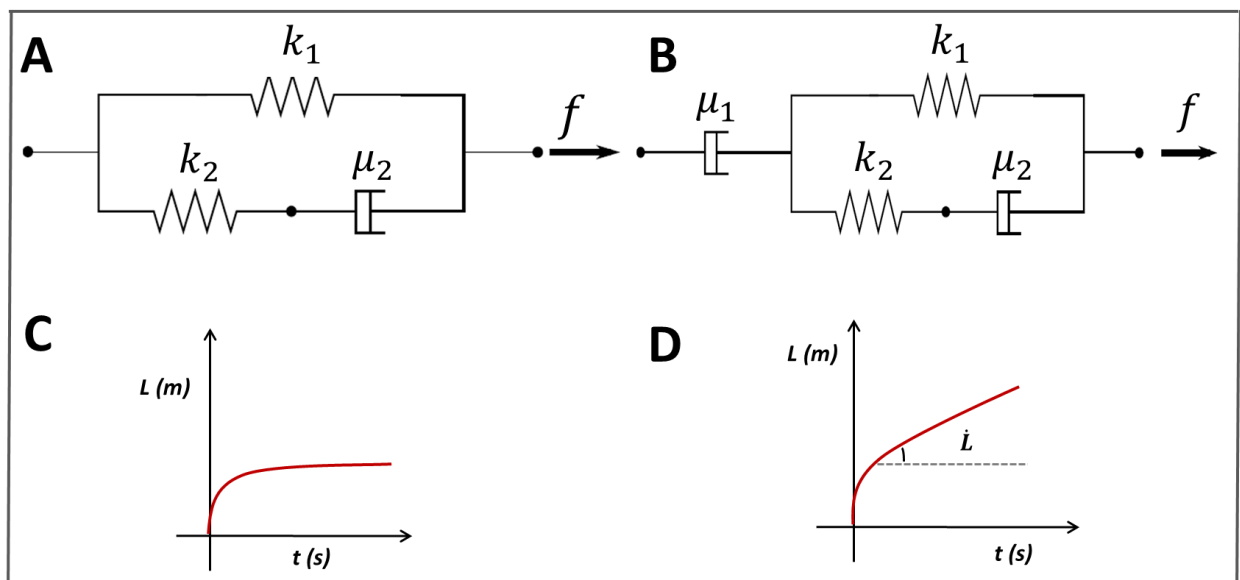 A
k₁
f
k₂
μ₂
B
μ₁
k₁
f
k₂
μ₂
C
L (m)
t (s)
D
L (m)
L̇
t (s)